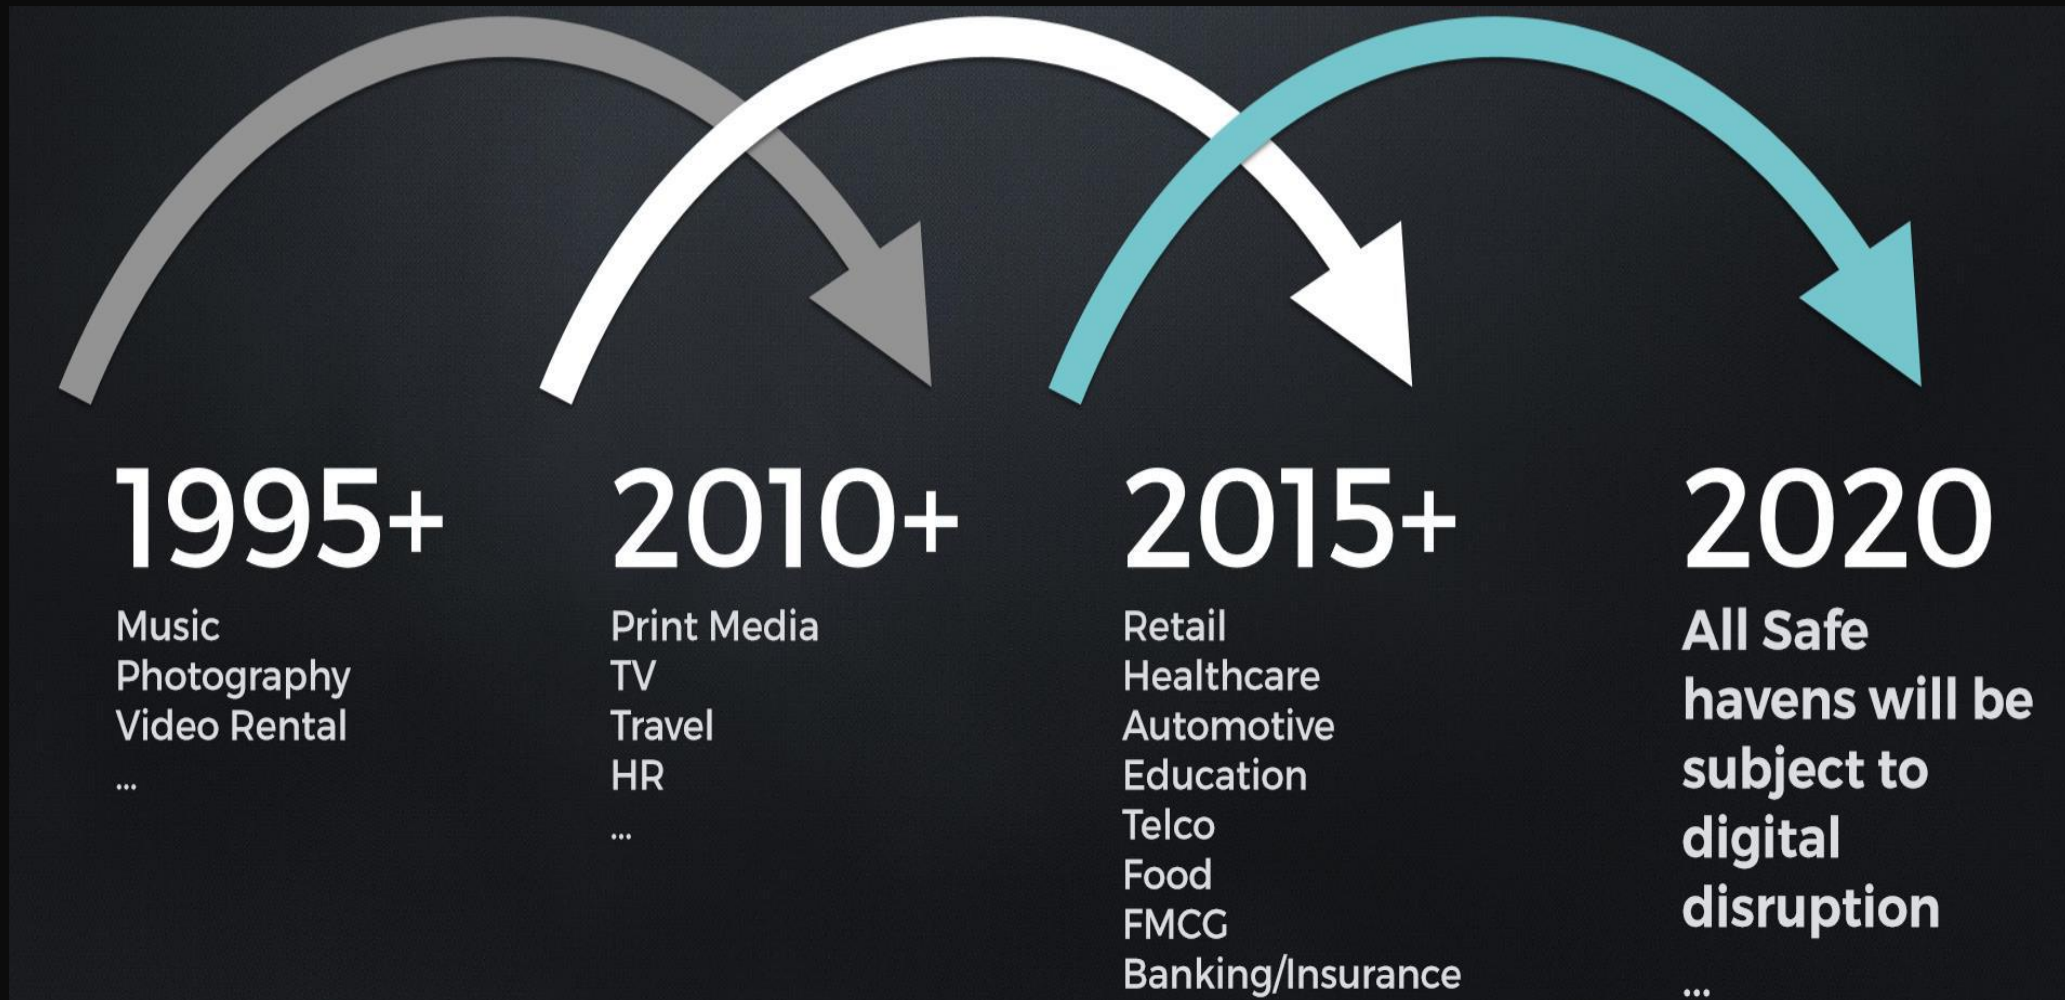 1995+
Music
Photography
Video Rental
...
2010+
Print Media
TV
Travel
HR
...
2015+
Retail
Healthcare
Automotive
Education
Telco
Food
FMCG
Banking/Insurance
2020
All Safe
havens will be
subject to
digital
disruption
...